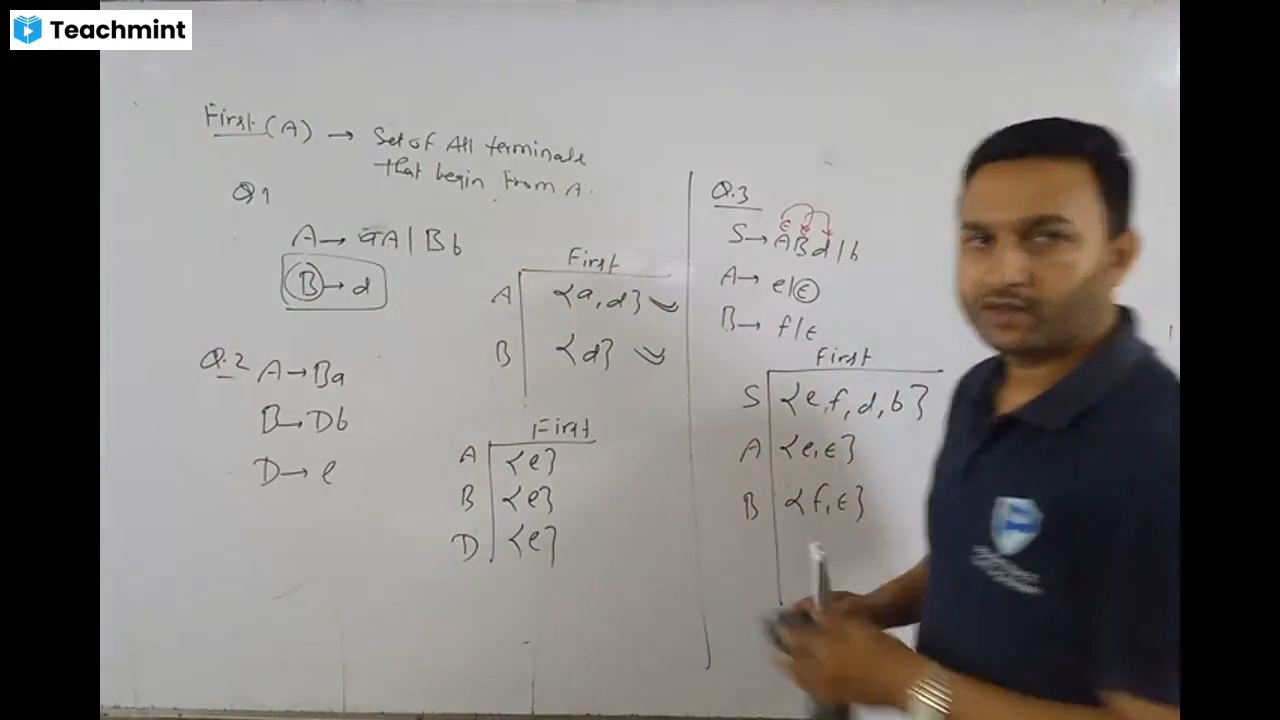 Teachmint
First (A) → Set of All terminals
that begin From A.
Q1
A → aA | Bb
B → d
First
A {a, d}
B {d}
Q.2 A → Ba
B → Db
D → e
First
A {e}
B {e}
D {e}
Q.3
ϵ ϵ
S → ABd | b
A → e | ϵ
B → f | ϵ
First
S {e, f, d, b}
A {e, ϵ}
B {f, ϵ}